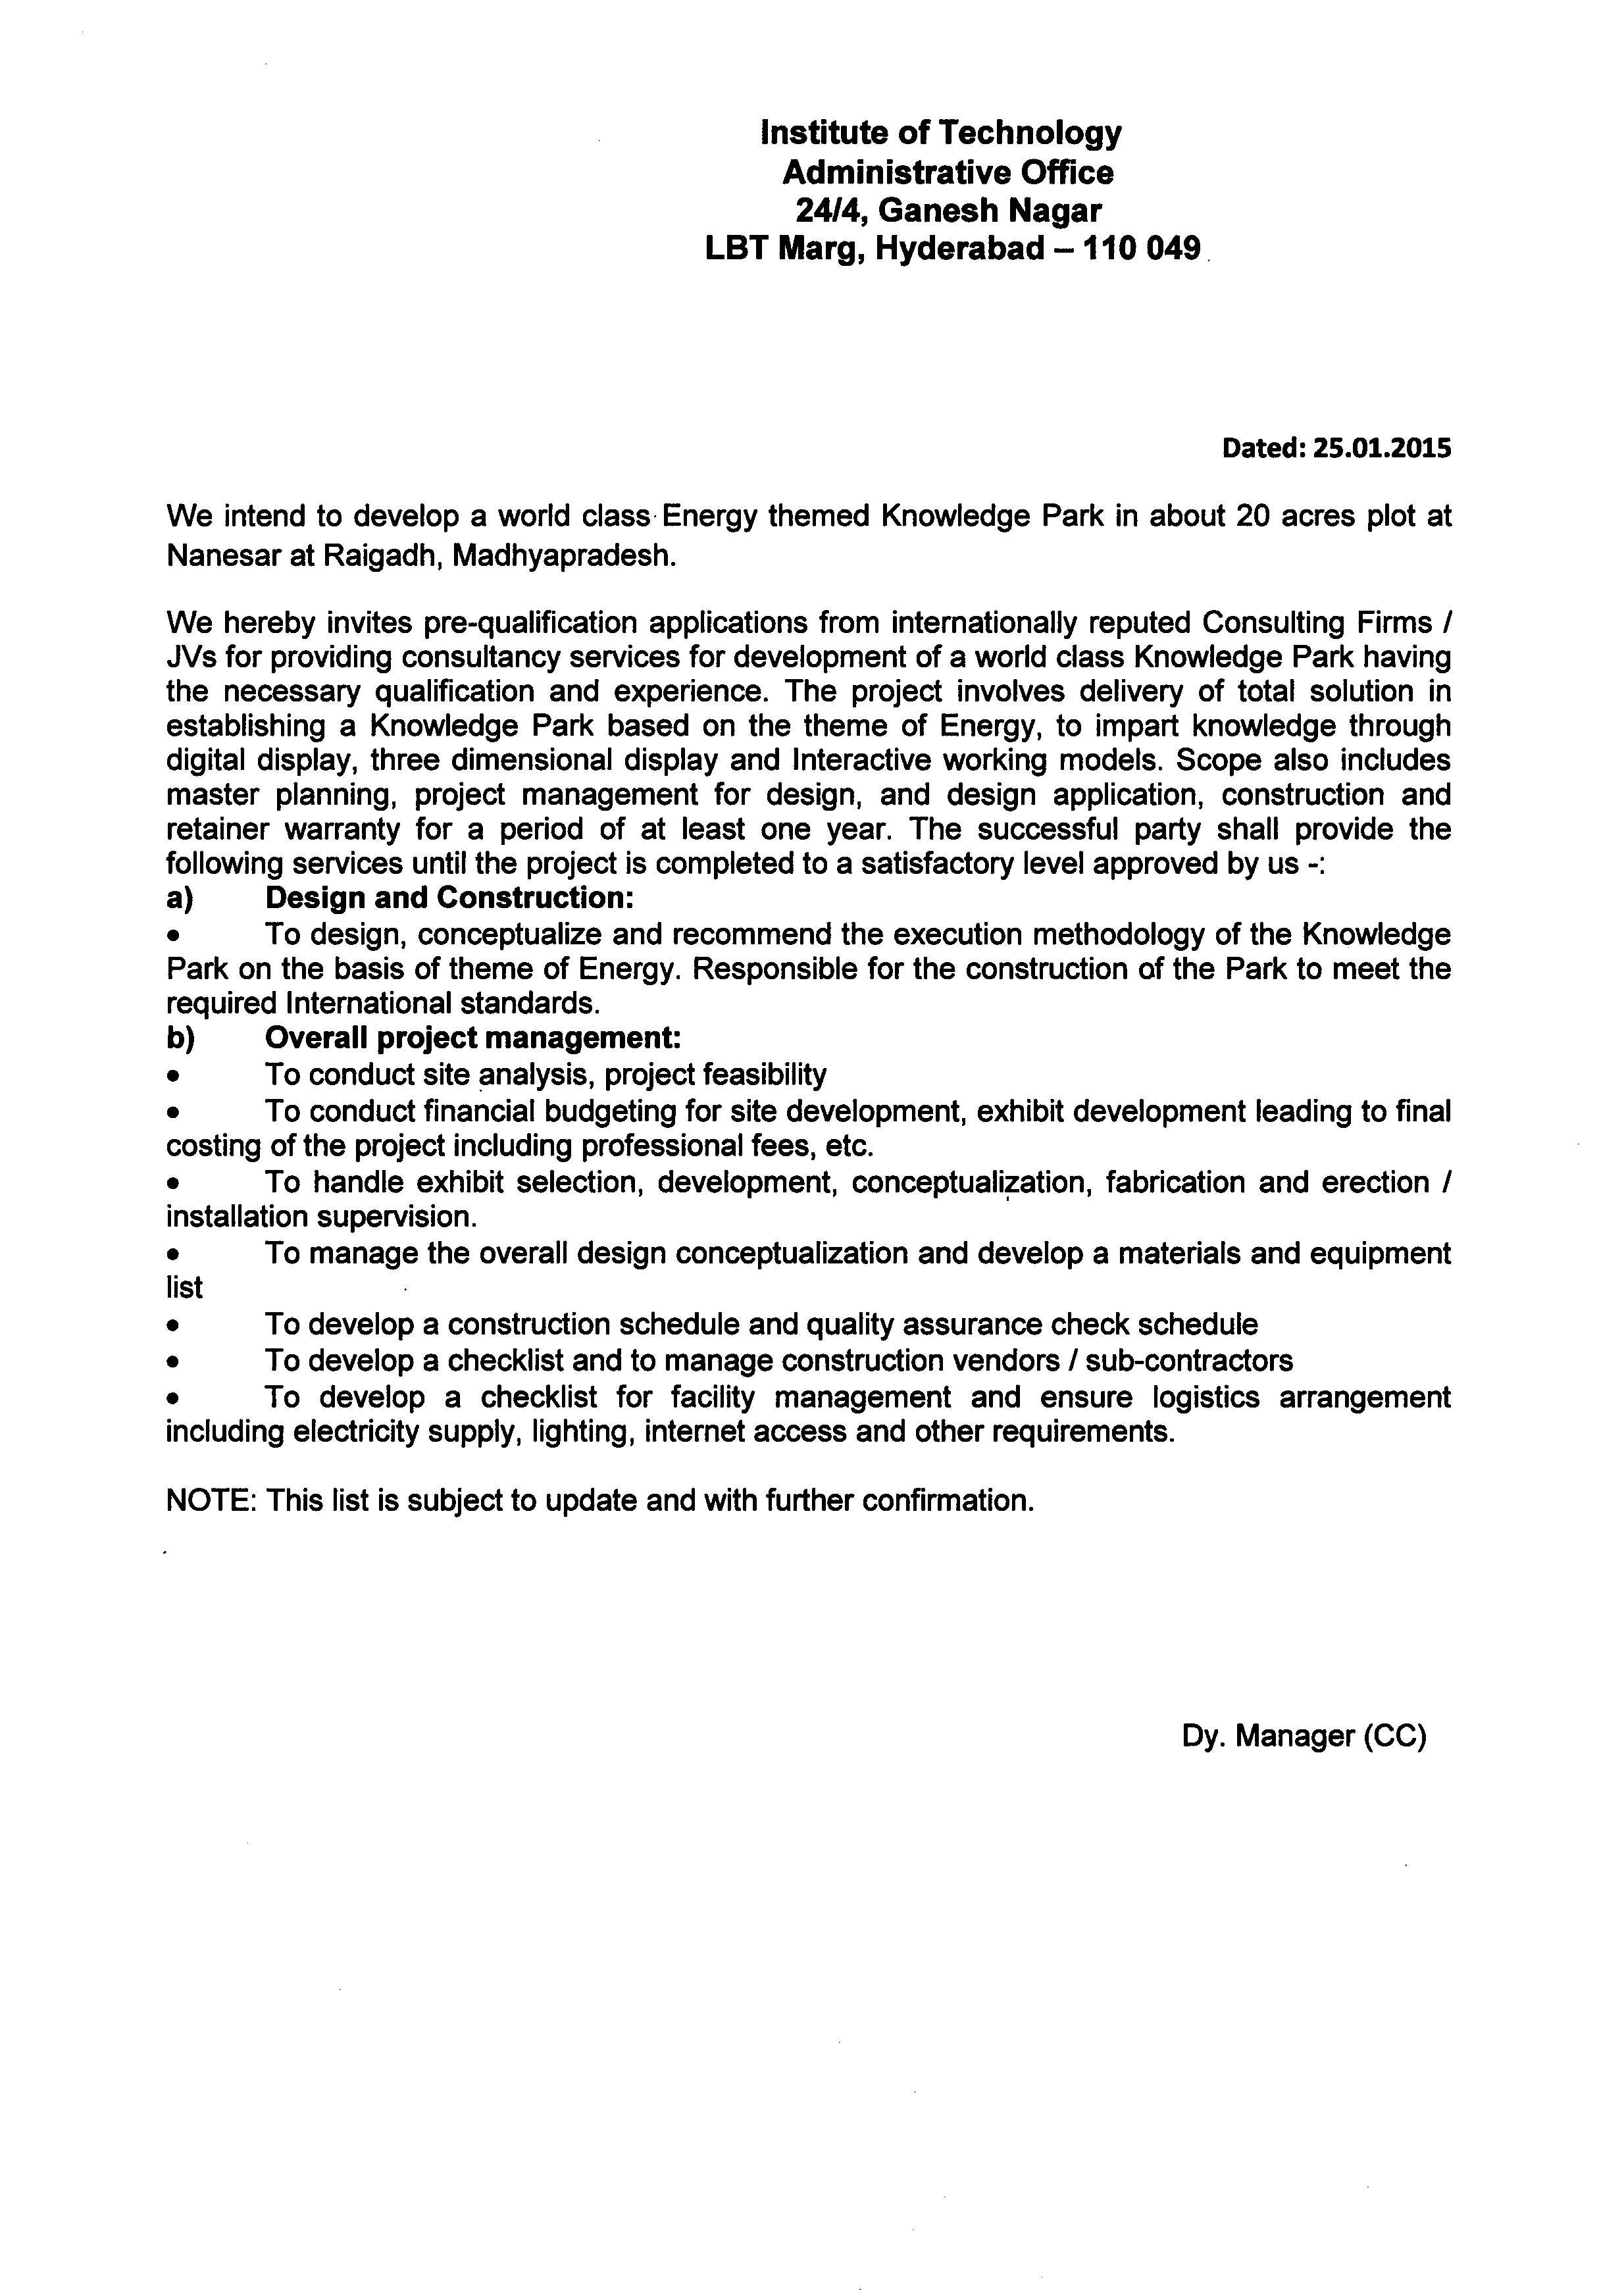 Institute of Technology
Administrative Office
24/4, Ganesh Nagar
LBT Marg, Hyderabad – 110 049
Dated: 25.01.2015
We intend to develop a world class Energy themed Knowledge Park in about 20 acres plot at
Nanesar at Raigadh, Madhyapradesh.
We hereby invites pre-qualification applications from internationally reputed Consulting Firms /
JVs for providing consultancy services for development of a world class Knowledge Park having
the necessary qualification and experience. The project involves delivery of total solution in
establishing a Knowledge Park based on the theme of Energy, to impart knowledge through
digital display, three dimensional display and Interactive working models. Scope also includes
master planning, project management for design, and design application, construction and
retainer warranty for a period of at least one year. The successful party shall provide the
following services until the project is completed to a satisfactory level approved by us -:
a) Design and Construction:
• To design, conceptualize and recommend the execution methodology of the Knowledge
Park on the basis of theme of Energy. Responsible for the construction of the Park to meet the
required International standards.
b) Overall project management:
• To conduct site analysis, project feasibility
• To conduct financial budgeting for site development, exhibit development leading to final
costing of the project including professional fees, etc.
• To handle exhibit selection, development, conceptualization, fabrication and erection /
installation supervision.
• To manage the overall design conceptualization and develop a materials and equipment
list
• To develop a construction schedule and quality assurance check schedule
• To develop a checklist and to manage construction vendors / sub-contractors
• To develop a checklist for facility management and ensure logistics arrangement
including electricity supply, lighting, internet access and other requirements.
NOTE: This list is subject to update and with further confirmation.
Dy. Manager (CC)